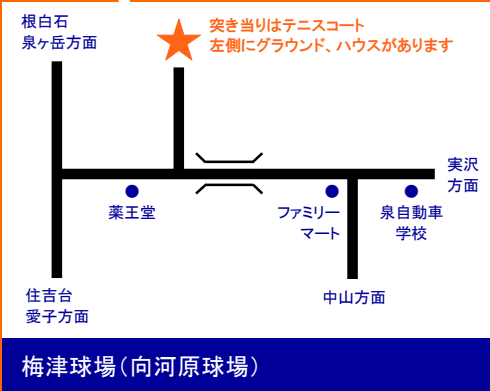 根白石
泉ヶ岳方面
突き当りはテニスコート
左側にグラウンド、ハウスがあります
実沢
方面
薬王堂
ファミリー
マート
泉自動車
学校
住吉台
愛子方面
中山方面
梅津球場(向河原球場)